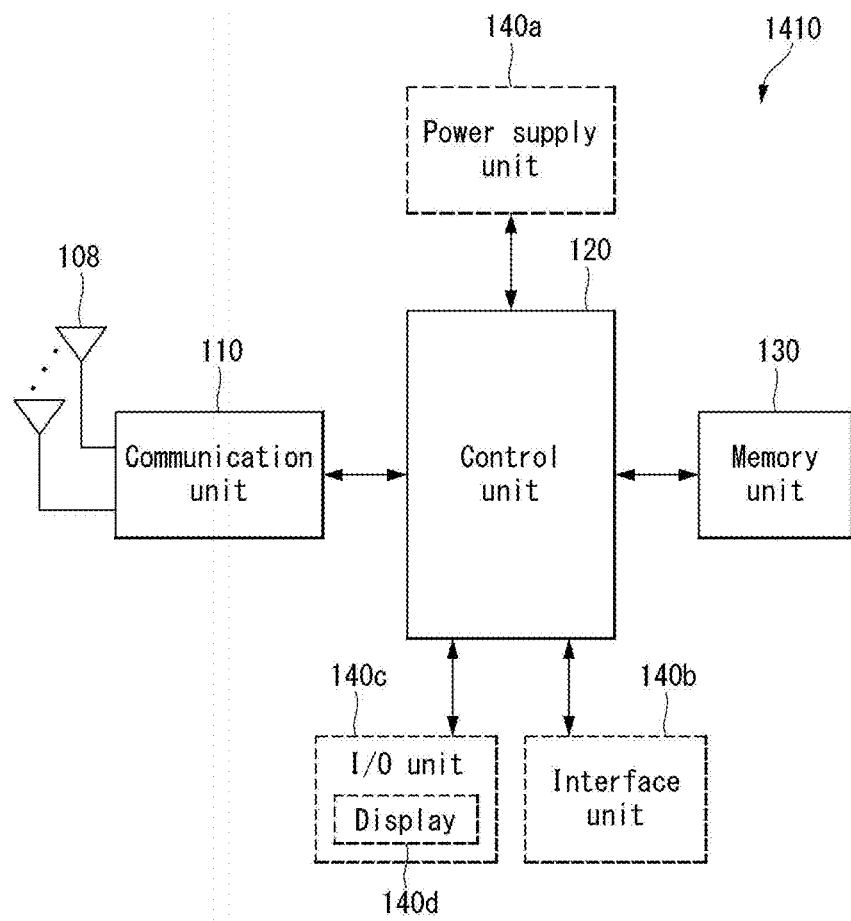 140a
1410
Power supply
unit
108
120
110
130
Communication
unit
Control
unit
Memory
unit
140c
140b
I/O unit
Display
Interface
unit
140d